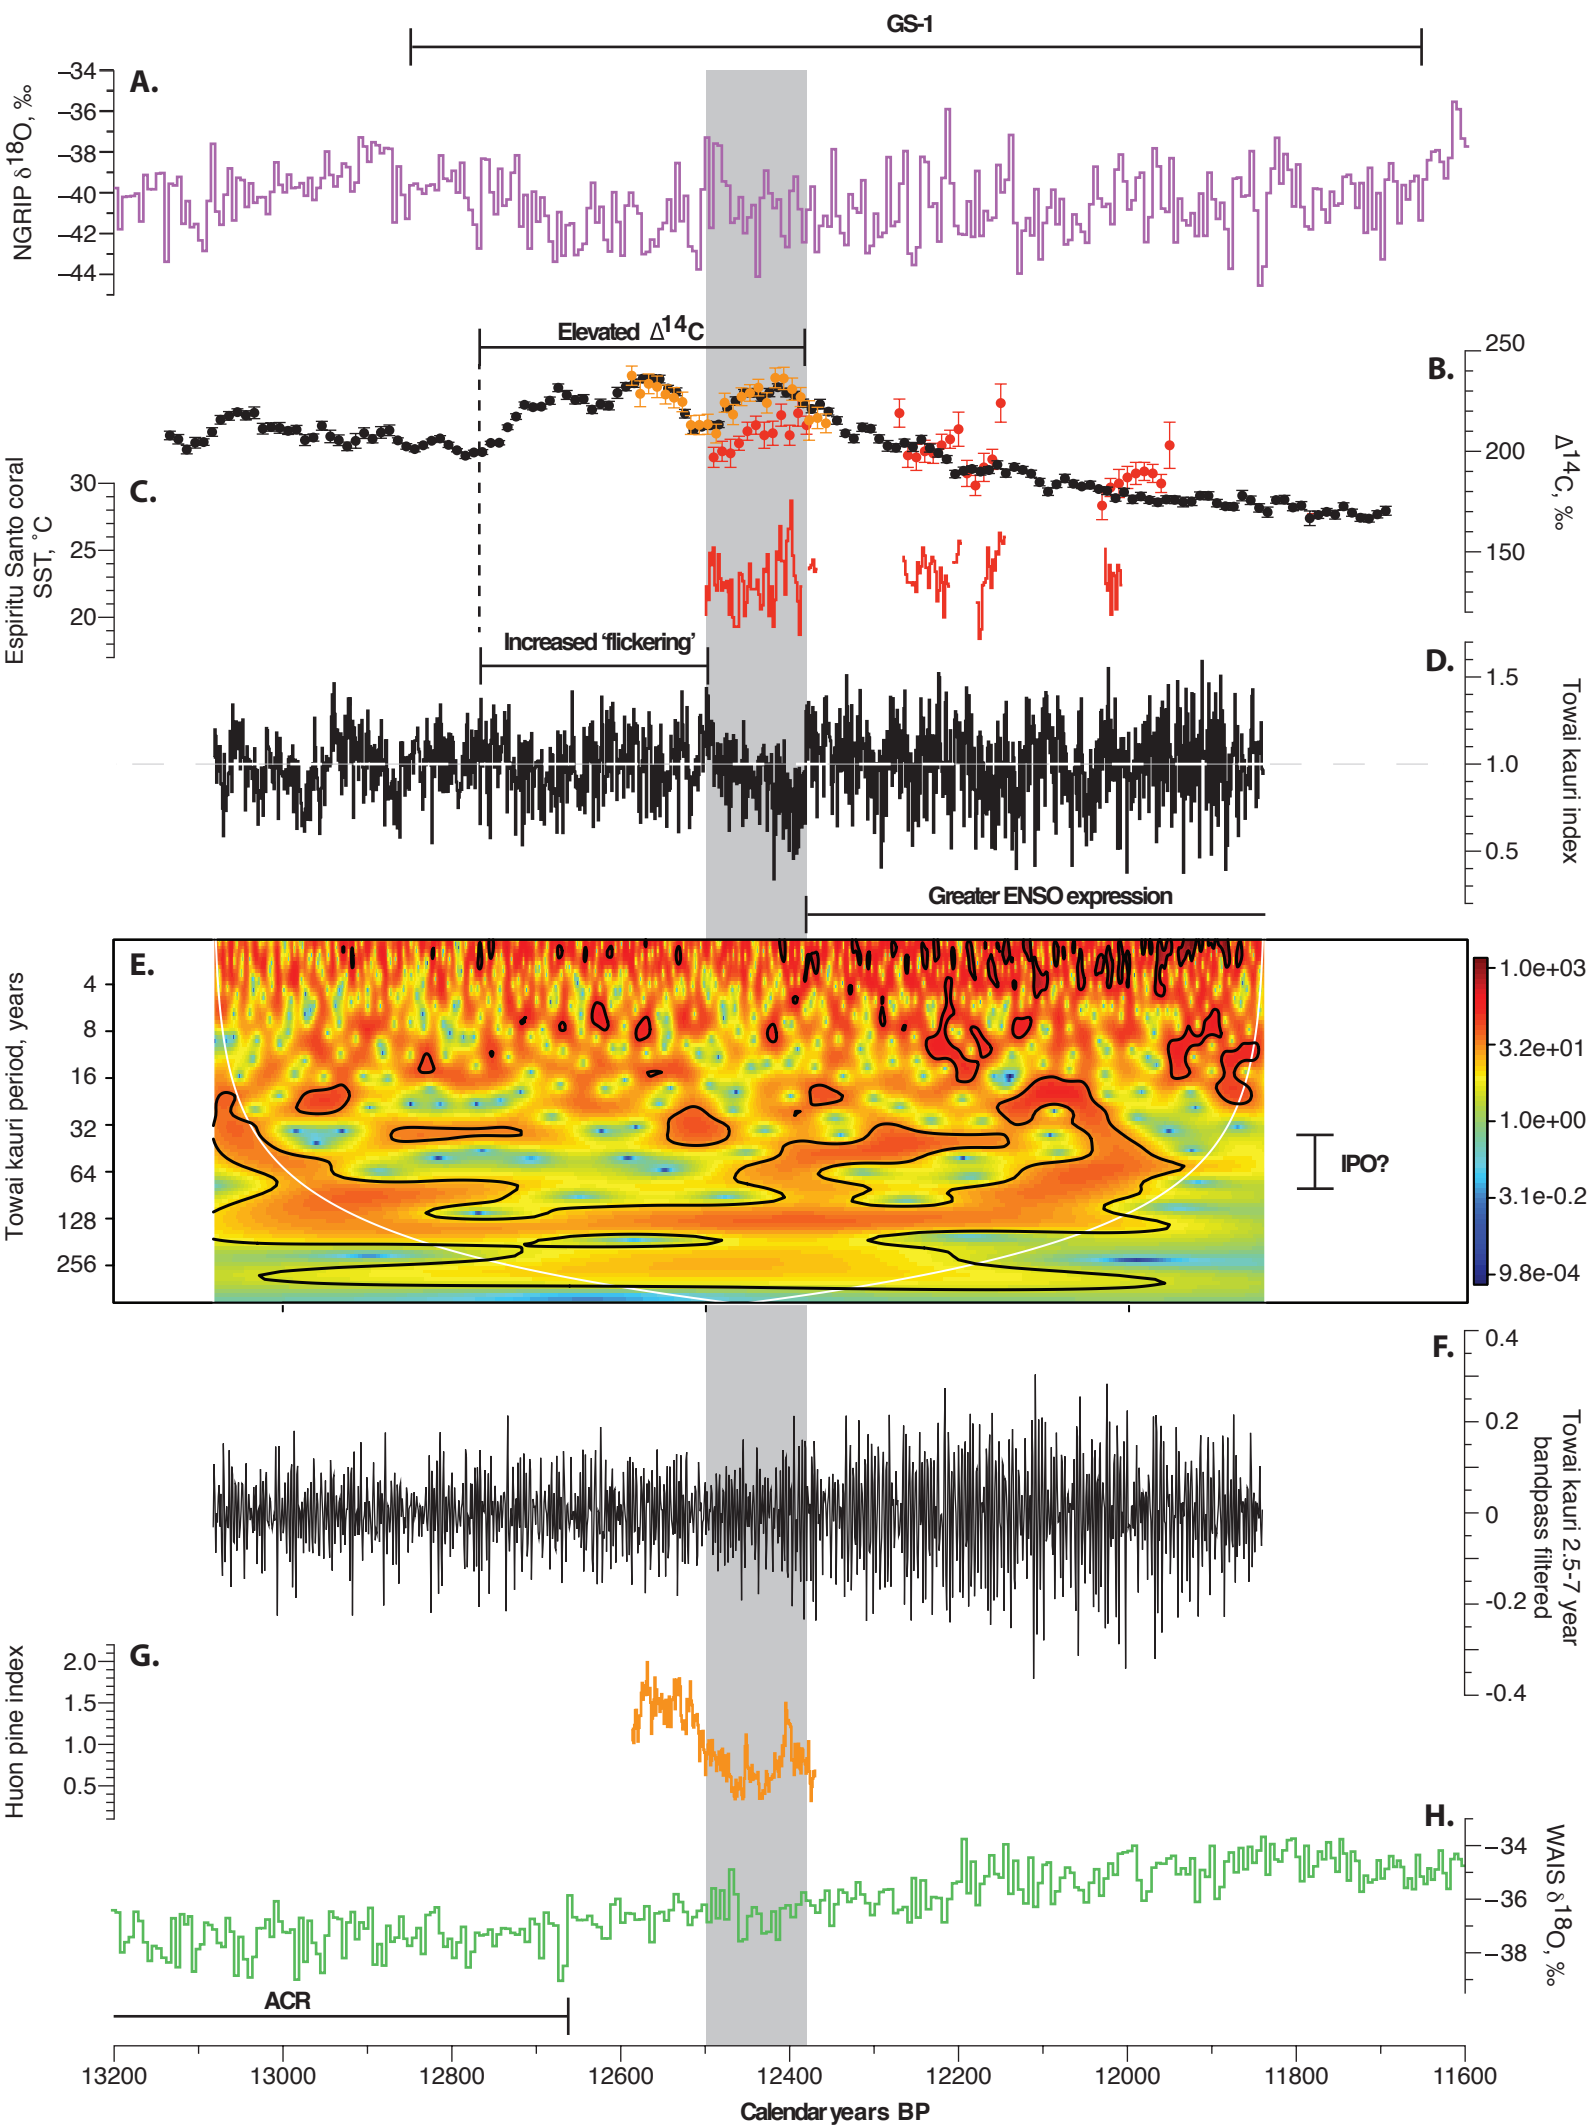 GS-1
A.
−34
−36
−38
−40
−42
−44
NGRIP δ18O, ‰
Elevated Δ14C
B.
250
200
150
Δ14C, ‰
C.
30
25
20
Espiritu Santo coral
SST, ˚C
Increased ‘flickering’
D.
1.5
1.0
0.5
Towai kauri index
Greater ENSO expression
E.
4
8
16
32
64
128
256
Towai kauri period, years
IPO?
1.0e+03
3.2e+01
1.0e+00
3.1e-0.2
9.8e−04
F.
0.4
0.2
0
-0.2
-0.4
Towai kauri 2.5-7 year
bandpass filtered
G.
2.0
1.5
1.0
0.5
Huon pine index
H.
−34
−36
−38
WAIS δ18O, ‰
ACR
13200 13000 12800 12600 12400 12200 12000 11800 11600
Calendar years BP